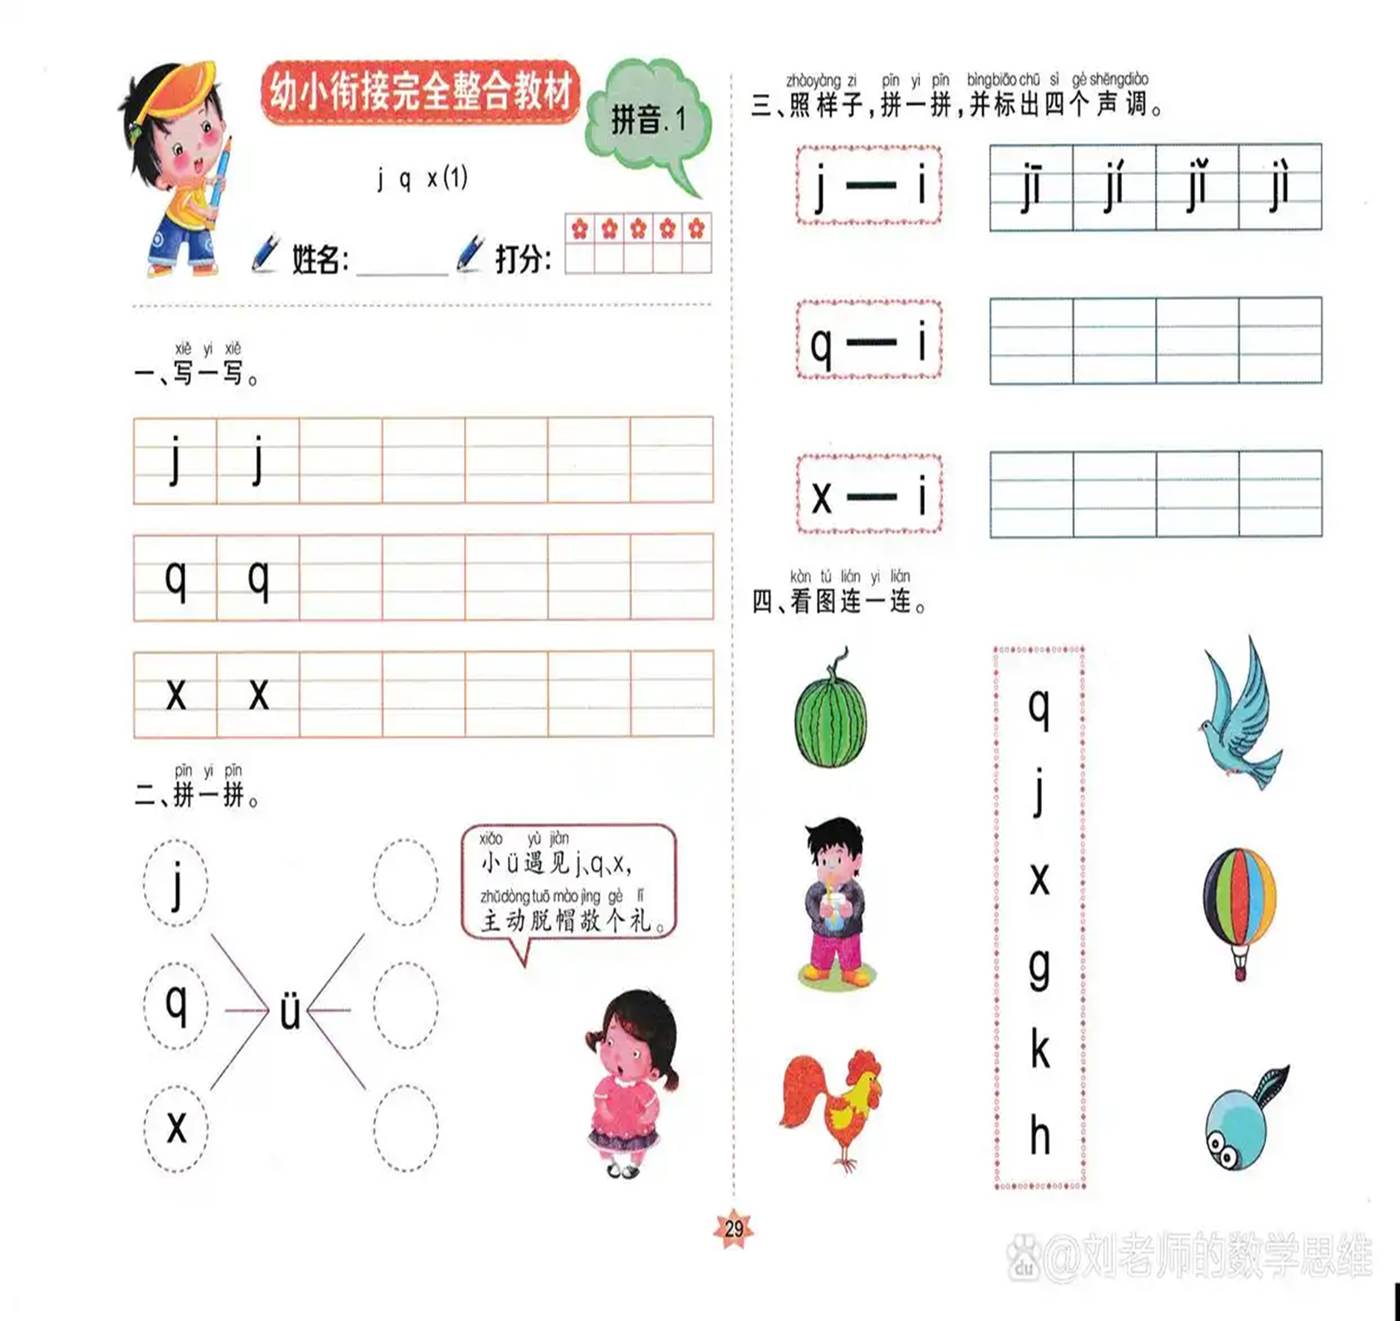 幼小衔接完全整合教材
拼音.1
j q x(1)
姓名：
打分：
xiě yi xiě
一、写一写。
j j
q q
x x
pīn yi pīn
二、拼一拼。
j
q
x
ü
xiǎo yù jiàn
小ü遇见j、q、x，
zhǔdòng tuō mào jìng gè lǐ
主动脱帽敬个礼。
zhàoyàng zi pīn yi pīn bìngbiāo chū sì gè shēngdiào
三、照样子，拼一拼，并标出四个声调。
j — i jī jí jǐ jì
q — i
x — i
kàn tú lián yi lián
四、看图连一连。
q
j
x
g
k
h
29
du @刘老师的数学思维